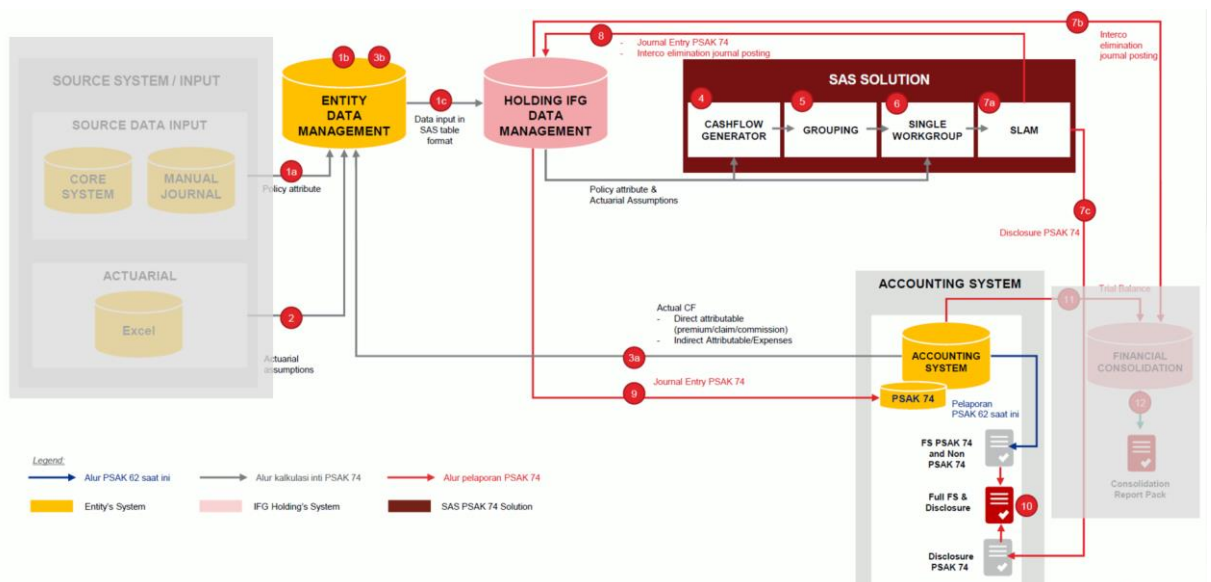 7b
1b
3b
8
- Journal Entry PSAK 74
- Interco elimination journal posting
Interco
elimination
journal posting
SOURCE SYSTEM / INPUT
SAS SOLUTION
ENTITY
DATA
MANAGEMENT
1c
Data input in
SAS table
format
HOLDING IFG
DATA
MANAGEMENT
4
CASHFLOW
GENERATOR
5
GROUPING
6
SINGLE
WORKGROUP
7a
SLAM
SOURCE DATA INPUT
CORE
SYSTEM
MANUAL
JOURNAL
1a
Policy attribute
Policy attribute &
Actuarial Assumptions
7c
Disclosure PSAK 74
ACTUARIAL
Excel
2
Actuarial
assumptions
ACCOUNTING SYSTEM
11
Trial Balance
Actual CF
- Direct attributable
(premium/claim/commission)
- Indirect Attributable/Expenses
3a
ACCOUNTING
SYSTEM
FINANCIAL
CONSOLIDATION
9
Journal Entry PSAK 74
PSAK 74
Pelaporan
PSAK 62 saat ini
12
FS PSAK 74
and Non
PSAK 74
Consolidation
Report Pack
Full FS &
Disclosure
10
Disclosure
PSAK 74
Legend:
Alur PSAK 62 saat ini
Alur kalkulasi inti PSAK 74
Alur pelaporan PSAK 74
Entity's System
IFG Holding's System
SAS PSAK 74 Solution